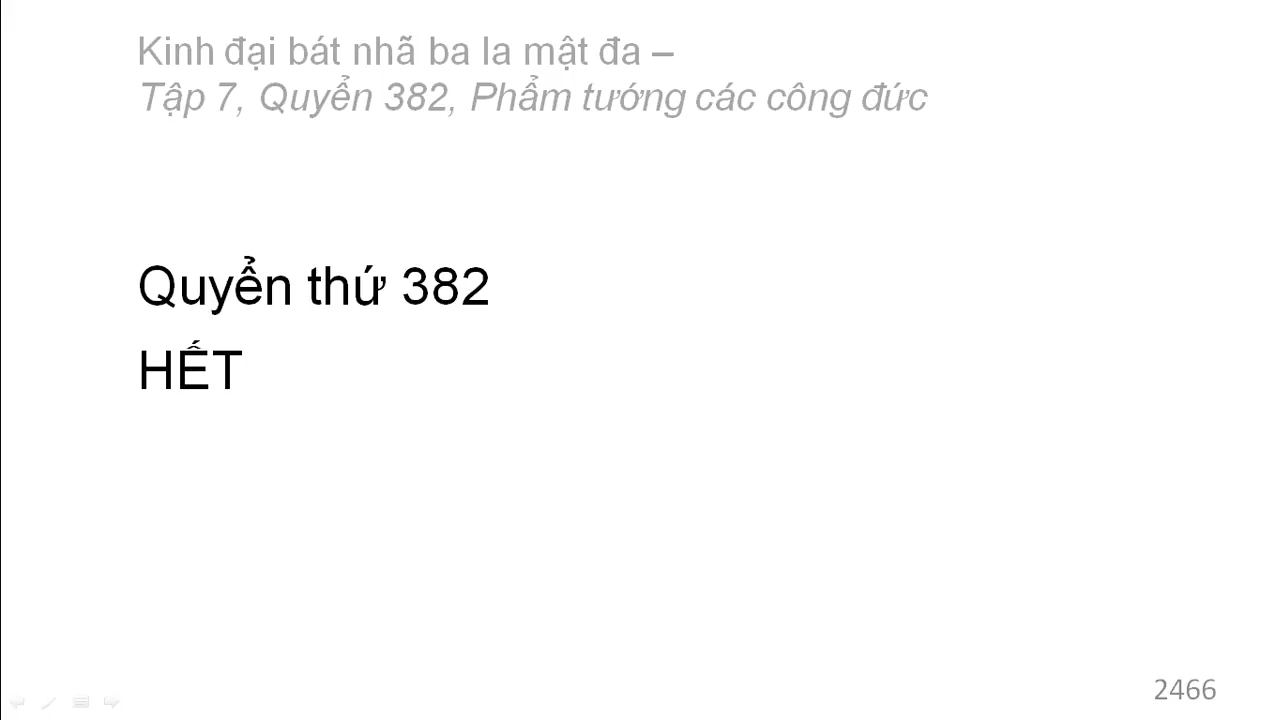 Kinh đại bát nhã ba la mật đa –
Tập 7, Quyển 382, Phẩm tướng các công đức
Quyển thứ 382
HẾT
2466